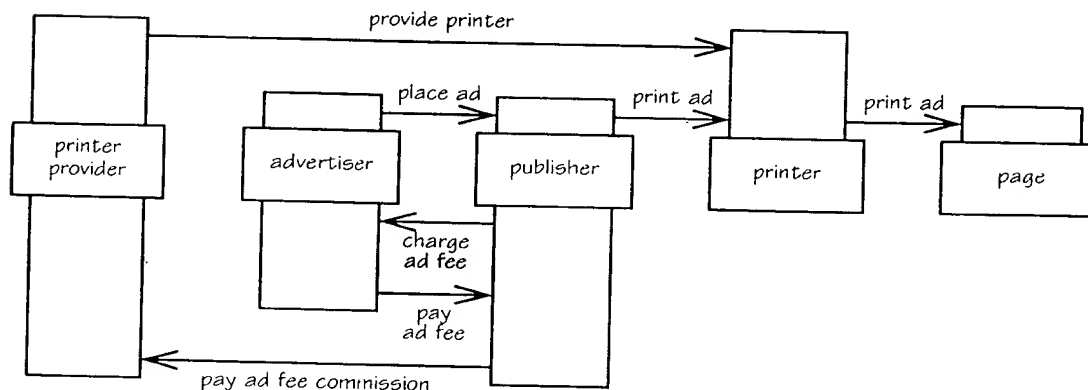 provide printer
place ad
print ad
print ad
printer
provider
advertiser
publisher
printer
page
charge
ad fee
pay
ad fee
pay ad fee commission